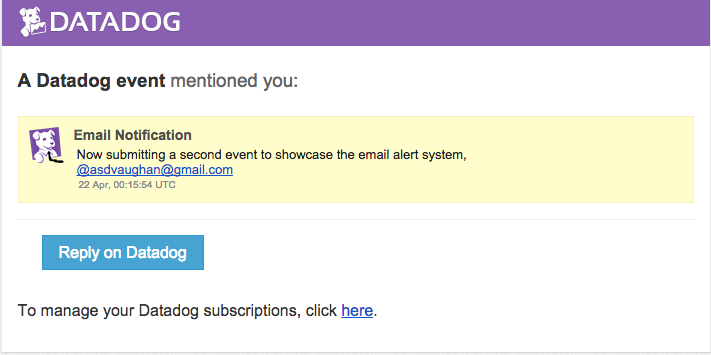 DATADOG
A Datadog event mentioned you:
Email Notification
Now submitting a second event to showcase the email alert system,
@asdvaughan@gmail.com
22 Apr, 00:15:54 UTC
Reply on Datadog
To manage your Datadog subscriptions, click here.